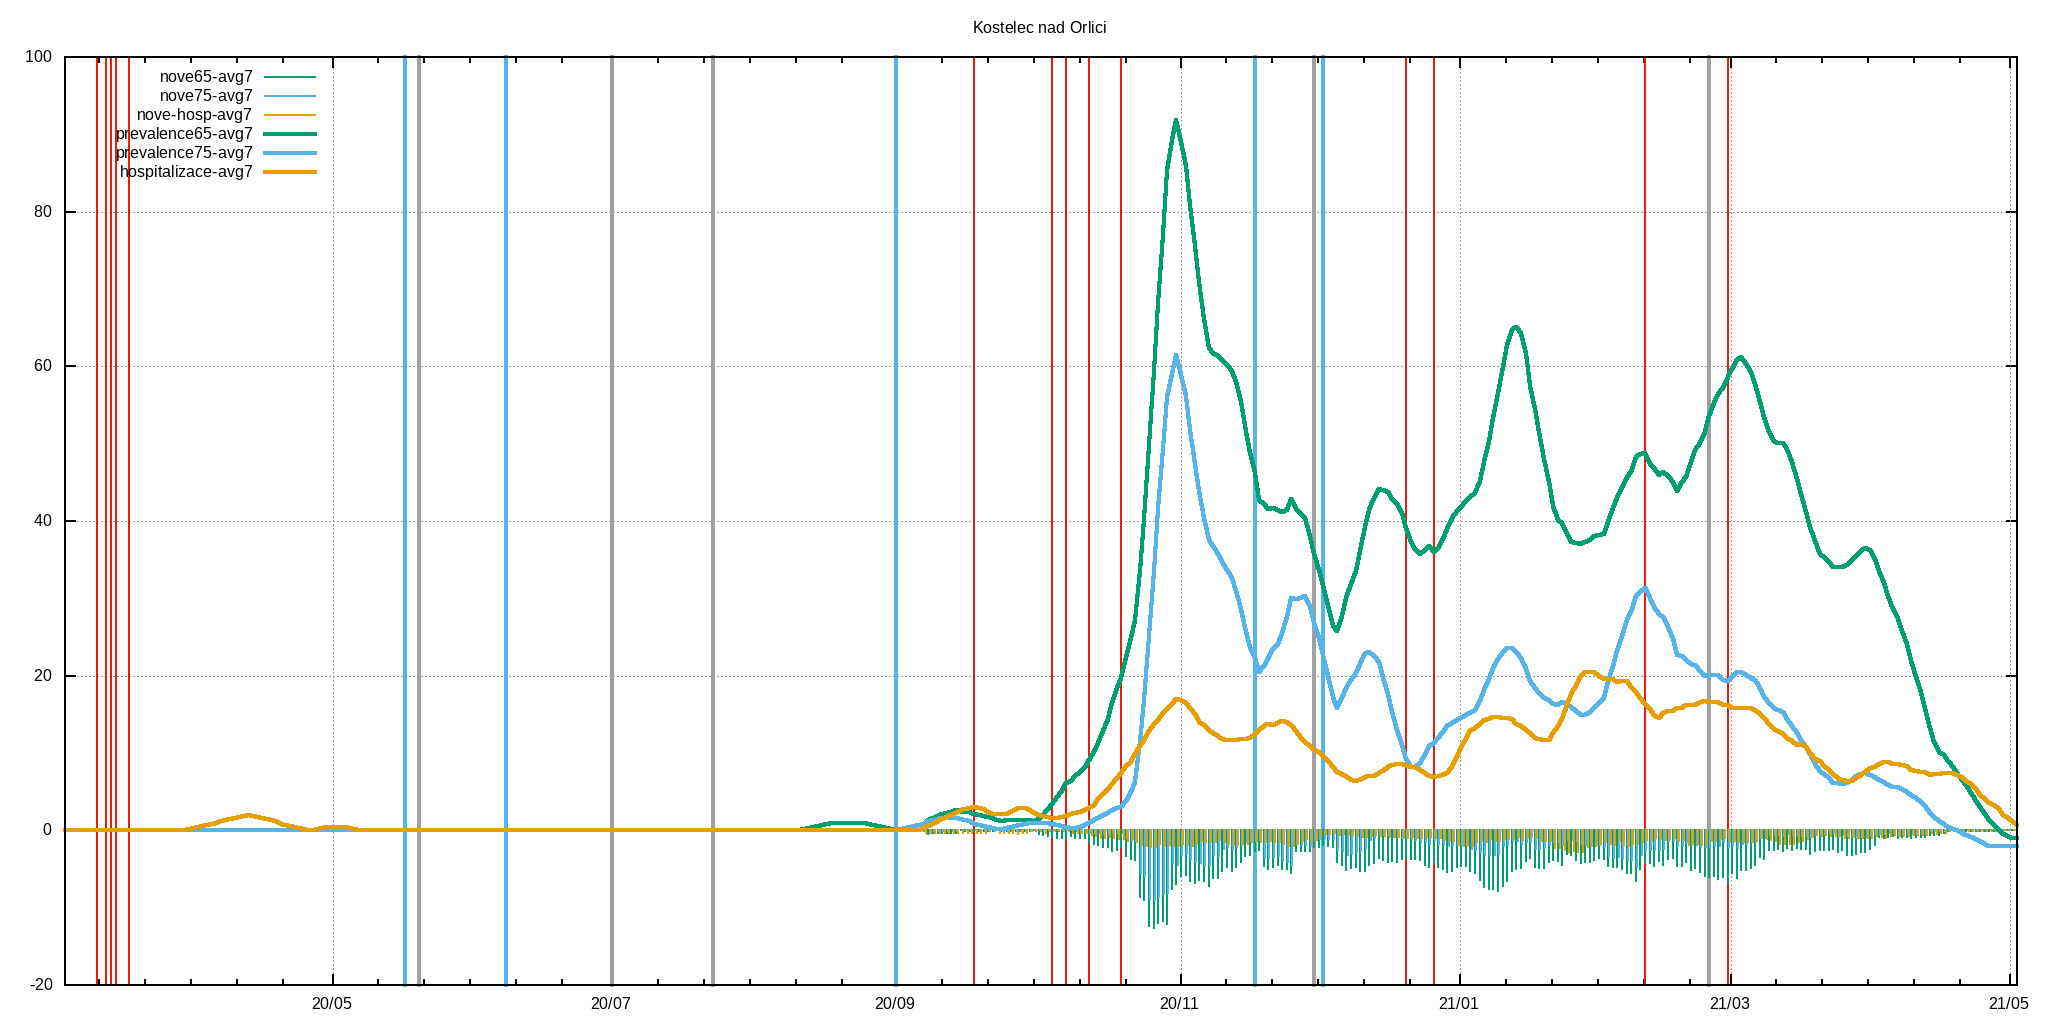 Kostelec nad Orlici
100
80
60
40
20
0
-20
nove65-avg7
nove75-avg7
nove-hosp-avg7
prevalence65-avg7
prevalence75-avg7
hospitalizace-avg7
20/05 20/07 20/09 20/11 21/01 21/03 21/05